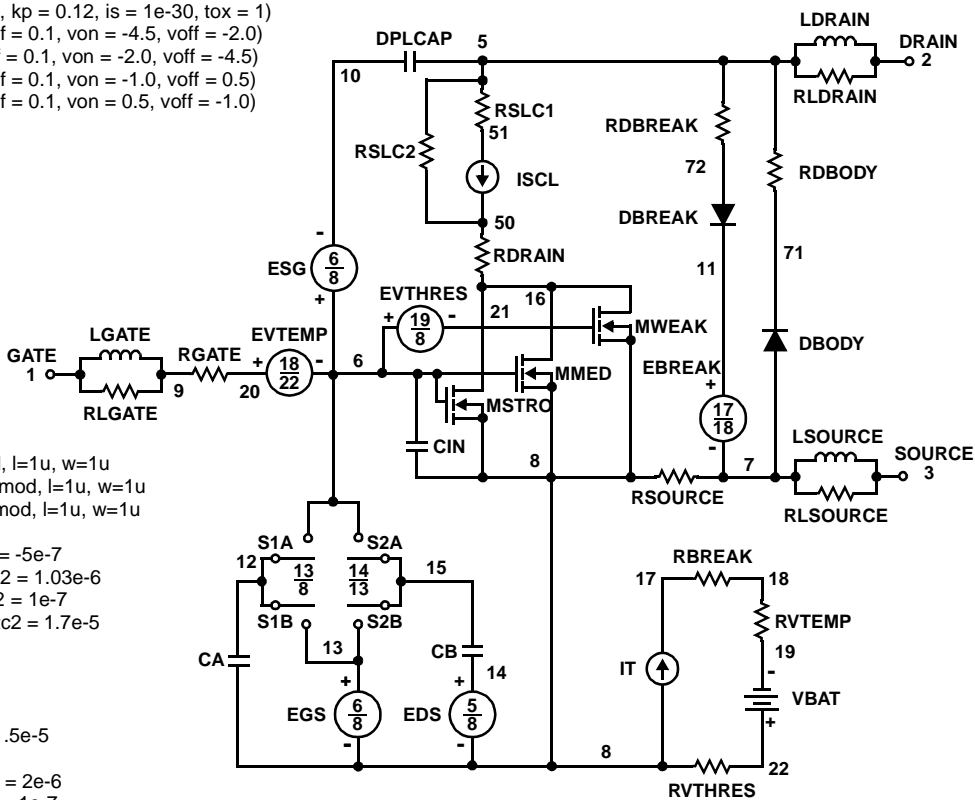 , kp = 0.12, is = 1e-30, tox = 1)
f = 0.1, von = -4.5, voff = -2.0)
f = 0.1, von = -2.0, voff = -4.5)
f = 0.1, von = -1.0, voff = 0.5)
f = 0.1, von = 0.5, voff = -1.0)
LDRAIN
DPLCAP 5 DRAIN
2
10
RLDRAIN
RSLC1
51
RDBREAK
RSLC2
72
RDBODY
ISCL
50
DBREAK
RDRAIN
71
-
ESG 6/8
+
11
EVTHRES
+ 19/8 -
16
21
MWEAK
LGATE
EVTEMP
GATE
1
RGATE
+ 18/22 -
6
MMED
EBREAK
+
DBODY
9
20
RLGATE
MSTRO
17/18
-
CIN
LSOURCE
8
7
SOURCE
3
RSOURCE
RLSOURCE
, l=1u, w=1u
mod, l=1u, w=1u
mod, l=1u, w=1u
= -5e-7
2 = 1.03e-6
2 = 1e-7
c2 = 1.7e-5
S1A
S2A
12
13/8
14/13
15
S1B
S2B
RBREAK
17
18
RVTEMP
13
CB
19
CA
14
IT
-
VBAT
+
+
EGS 6/8
-
+
EDS 5/8
-
.5e-5
8
22
RVTHRES
= 2e-6